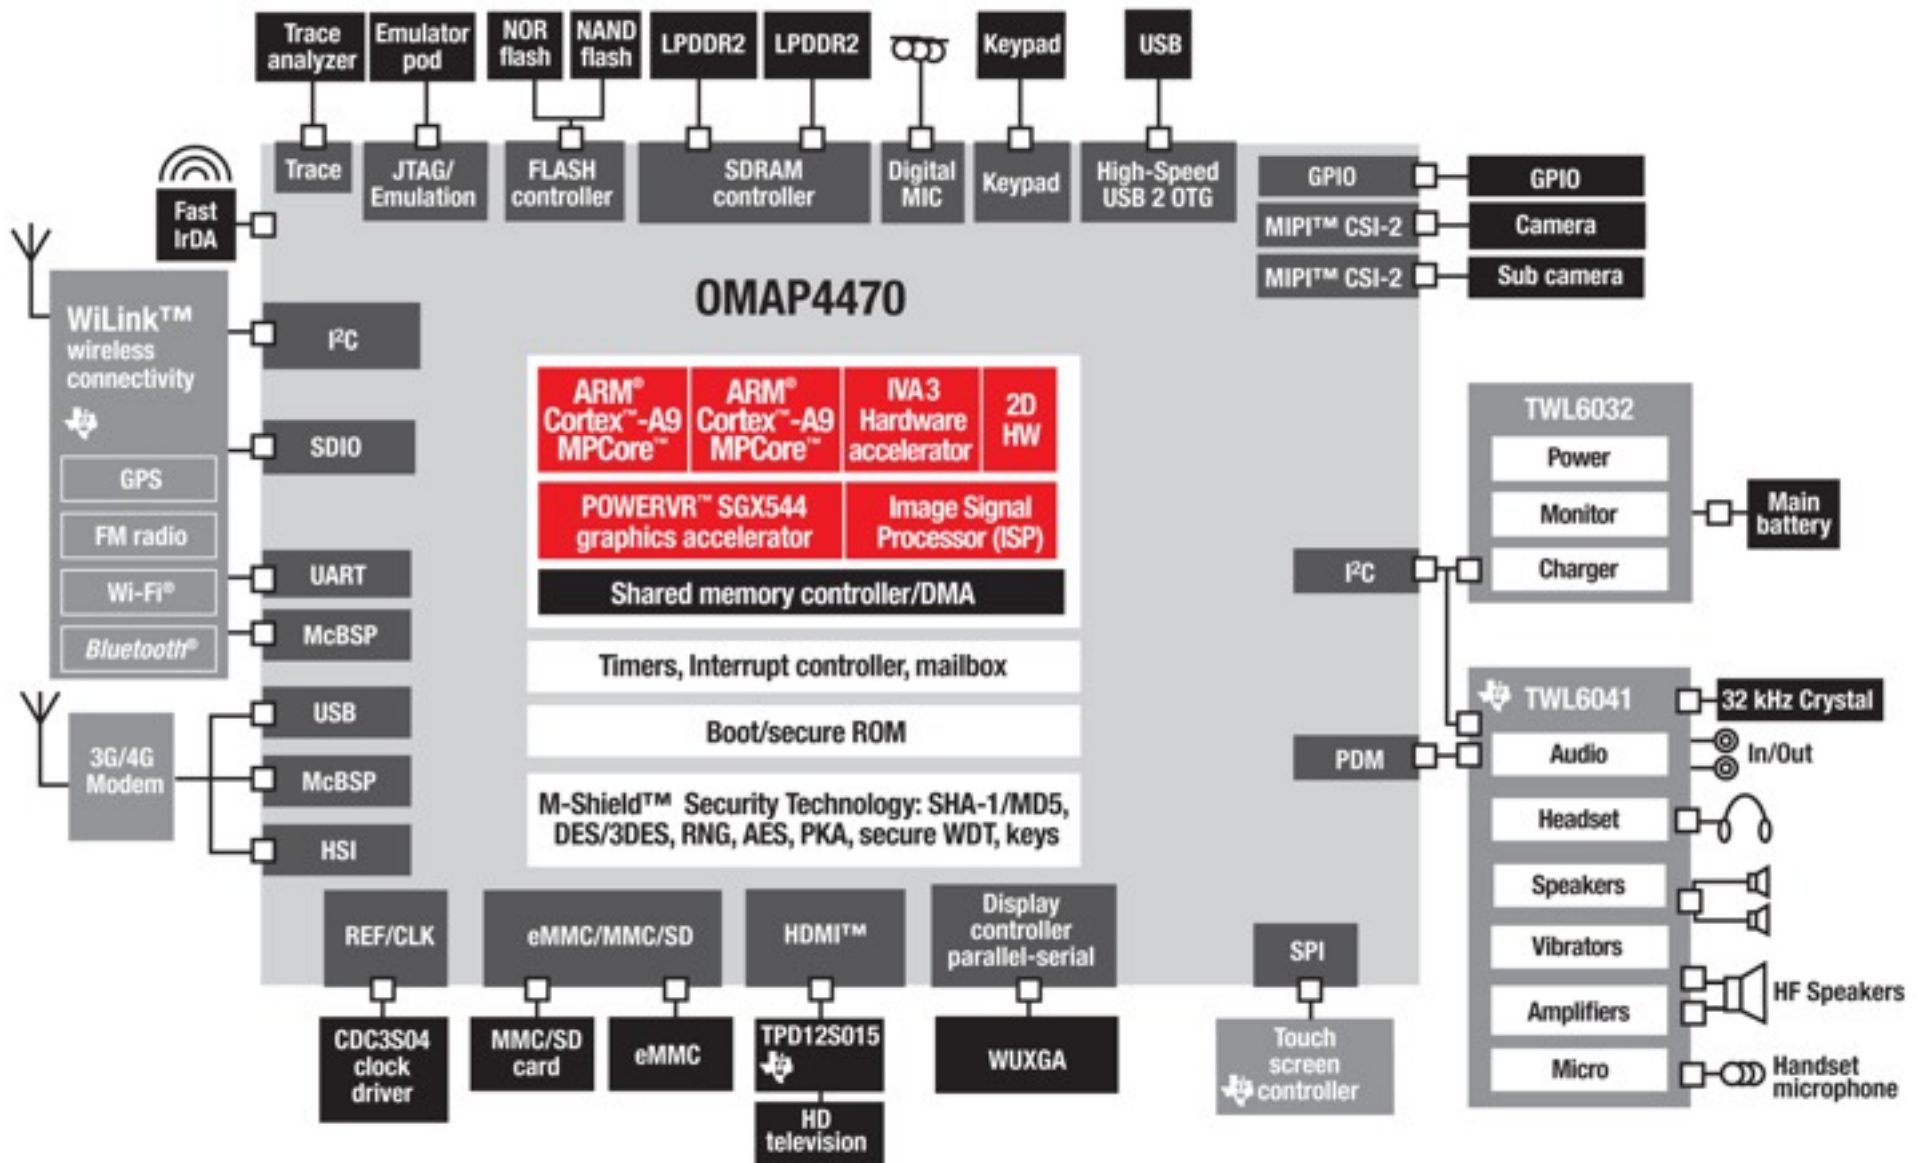 Trace
analyzer
Emulator
pod
NOR
flash
NAND
flash
LPDDR2
LPDDR2
Keypad
USB
Trace
JTAG/
Emulation
FLASH
controller
SDRAM
controller
Digital
MIC
Keypad
High-Speed
USB 2 OTG
GPIO
GPIO
MIPI™ CSI-2
Camera
MIPI™ CSI-2
Sub camera
Fast
IrDA
OMAP4470
WiLink™
wireless
connectivity
GPS
FM radio
Wi-Fi®
Bluetooth®
I²C
SDIO
UART
McBSP
3G/4G
Modem
USB
McBSP
HSI
ARM®
Cortex™-A9
MPCore™
ARM®
Cortex™-A9
MPCore™
IVA3
Hardware
accelerator
2D
HW
POWERVR™ SGX544
graphics accelerator
Image Signal
Processor (ISP)
Shared memory controller/DMA
Timers, Interrupt controller, mailbox
Boot/secure ROM
M-Shield™ Security Technology: SHA-1/MD5,
DES/3DES, RNG, AES, PKA, secure WDT, keys
I²C
PDM
TWL6032
Power
Monitor
Charger
Main
battery
TWL6041
32 kHz Crystal
Audio
In/Out
Headset
Speakers
Vibrators
Amplifiers
HF Speakers
Micro
Handset
microphone
REF/CLK
eMMC/MMC/SD
HDMI™
Display
controller
parallel-serial
SPI
CDC3S04
clock
driver
MMC/SD
card
eMMC
TPD12S015
HD
television
WUXGA
Touch
screen
controller